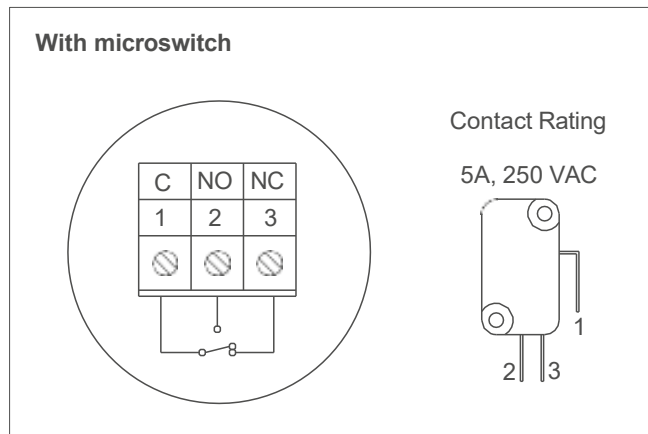 With microswitch
Contact Rating
5A, 250 VAC
C NO NC
1 2 3
1
2 3